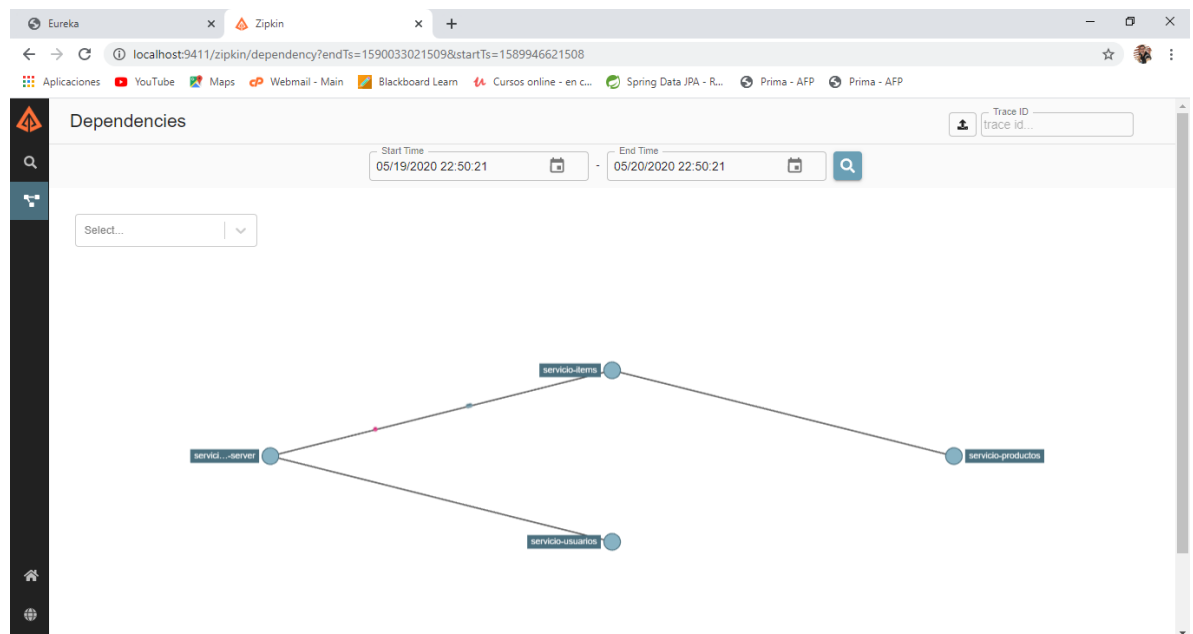 Eureka
Zipkin
localhost:9411/zipkin/dependency?endTs=1590033021509&startTs=1589946621508
Aplicaciones YouTube Maps Webmail - Main Blackboard Learn Cursos online - en c... Spring Data JPA - R... Prima - AFP Prima - AFP
Dependencies
Trace ID
trace id...
Start Time
05/19/2020 22:50:21
-
End Time
05/20/2020 22:50:21
Select...
servicio-items
servici...-server
servicio-productos
servicio-usuarios